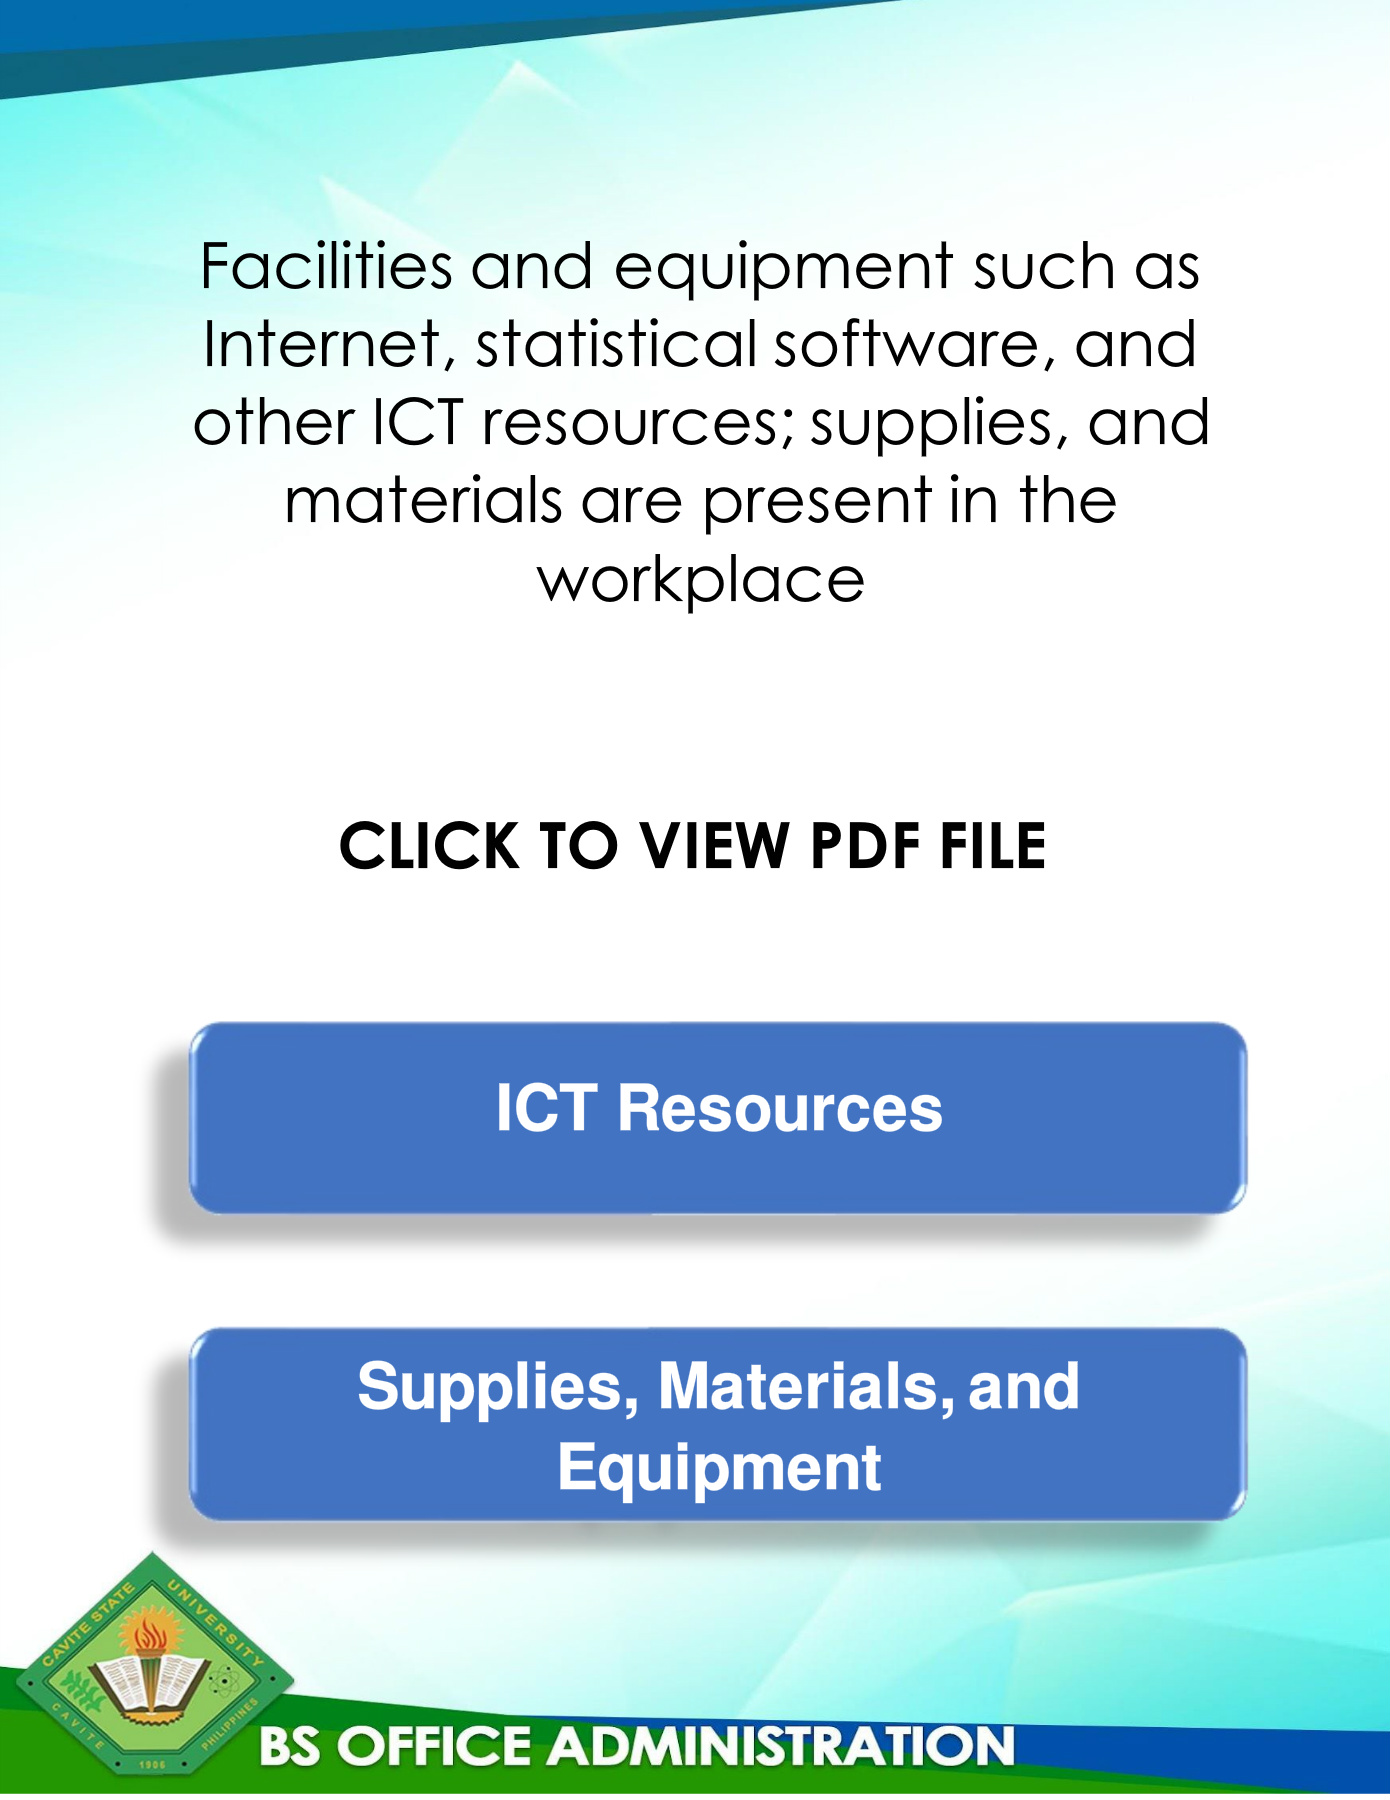 Facilities and equipment such as
Internet, statistical software, and
other ICT resources; supplies, and
materials are present in the
workplace
CLICK TO VIEW PDF FILE
ICT Resources
Supplies, Materials, and
Equipment
CAVITE STATE UNIVERSITY
CAVITE
1906
PHILIPPINES
BS OFFICE ADMINISTRATION